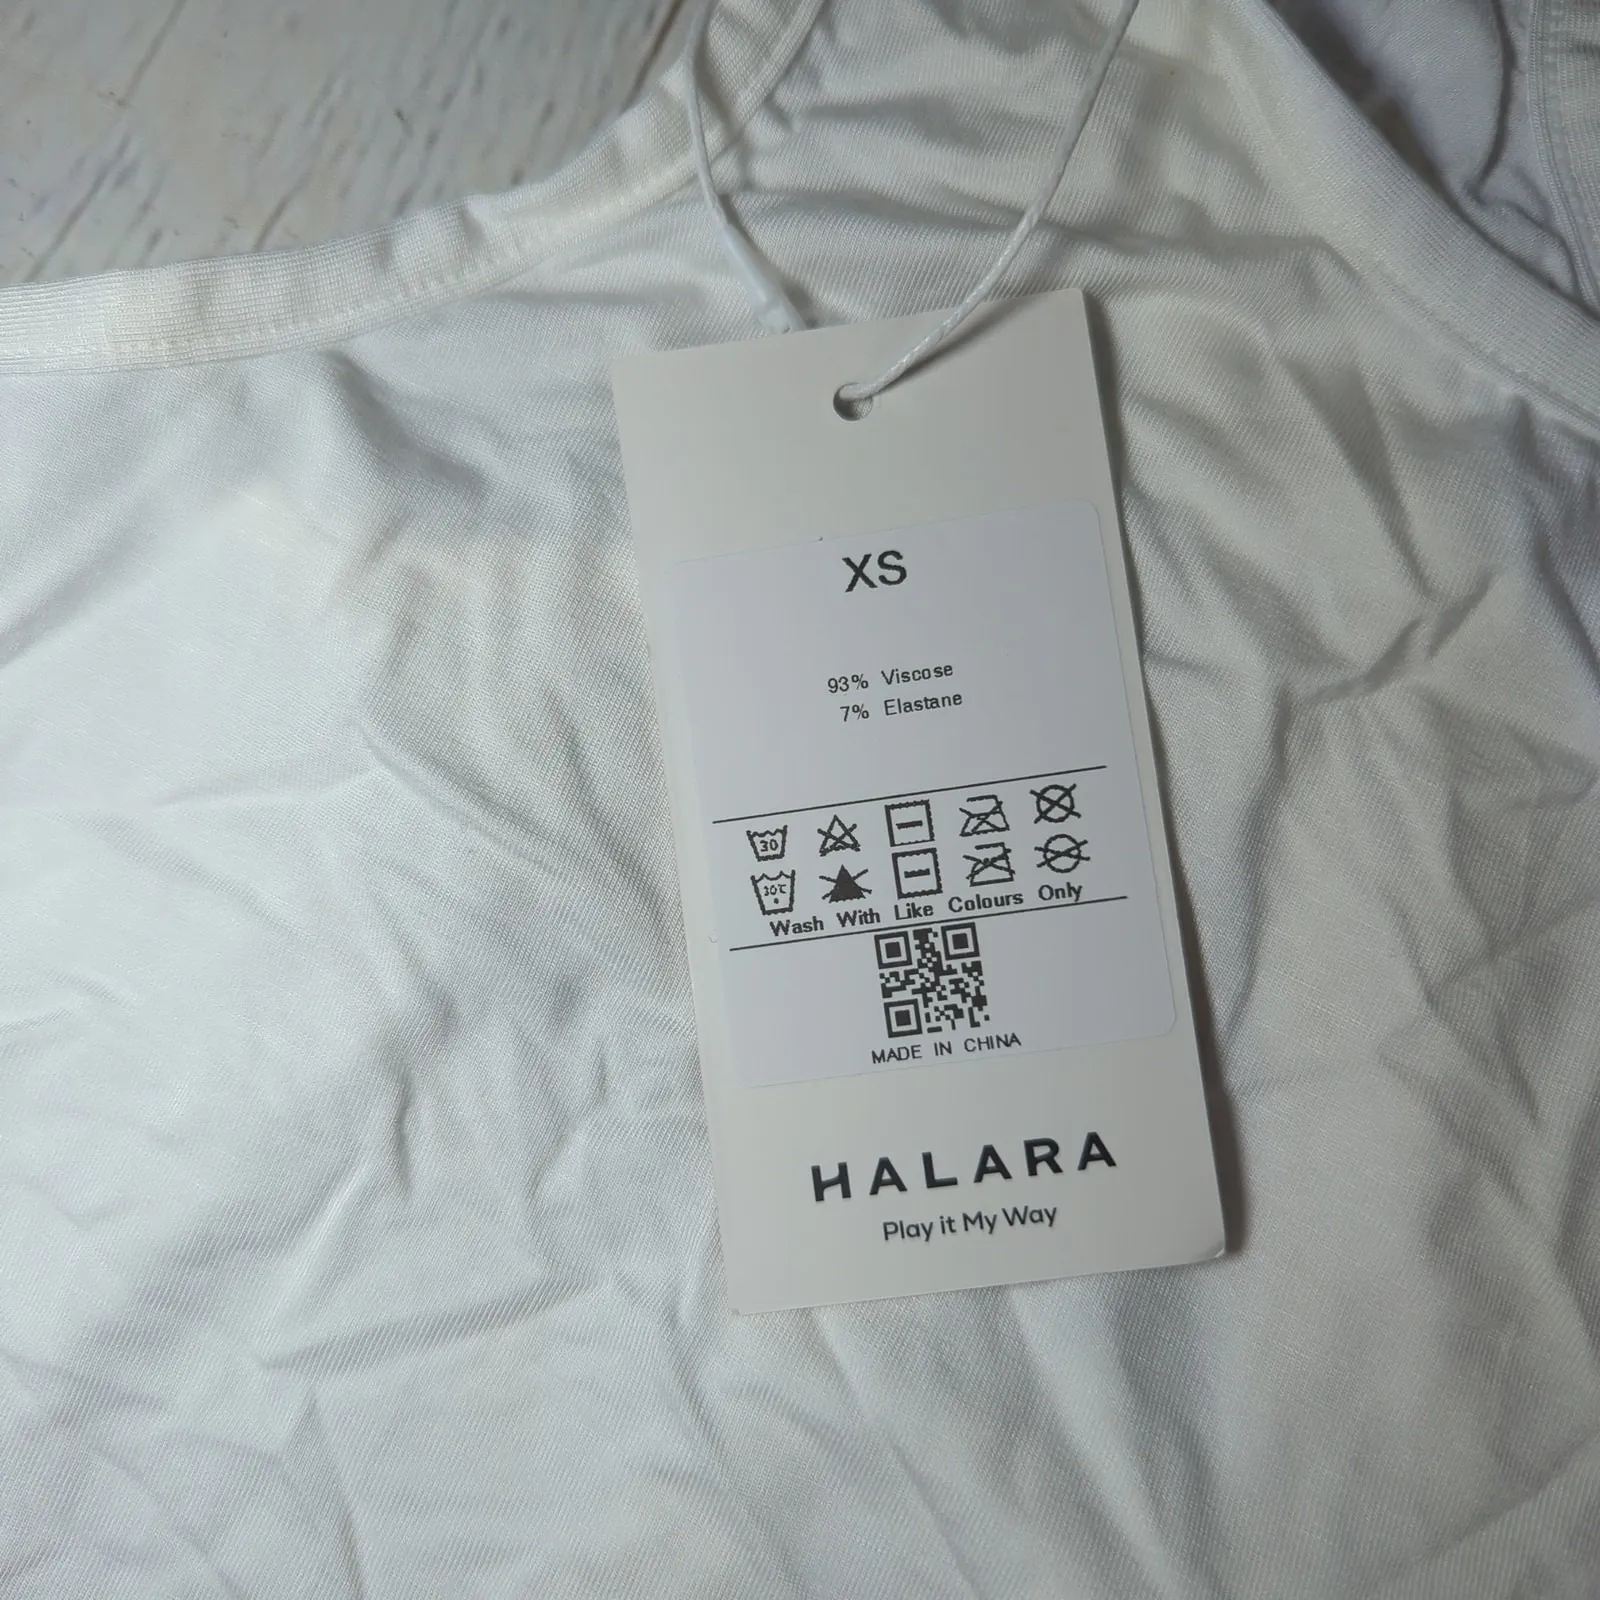 XS
93% Viscose
7% Elastane
30
30℃
Wash With Like Colours Only
MADE IN CHINA
HALARA
Play it My Way